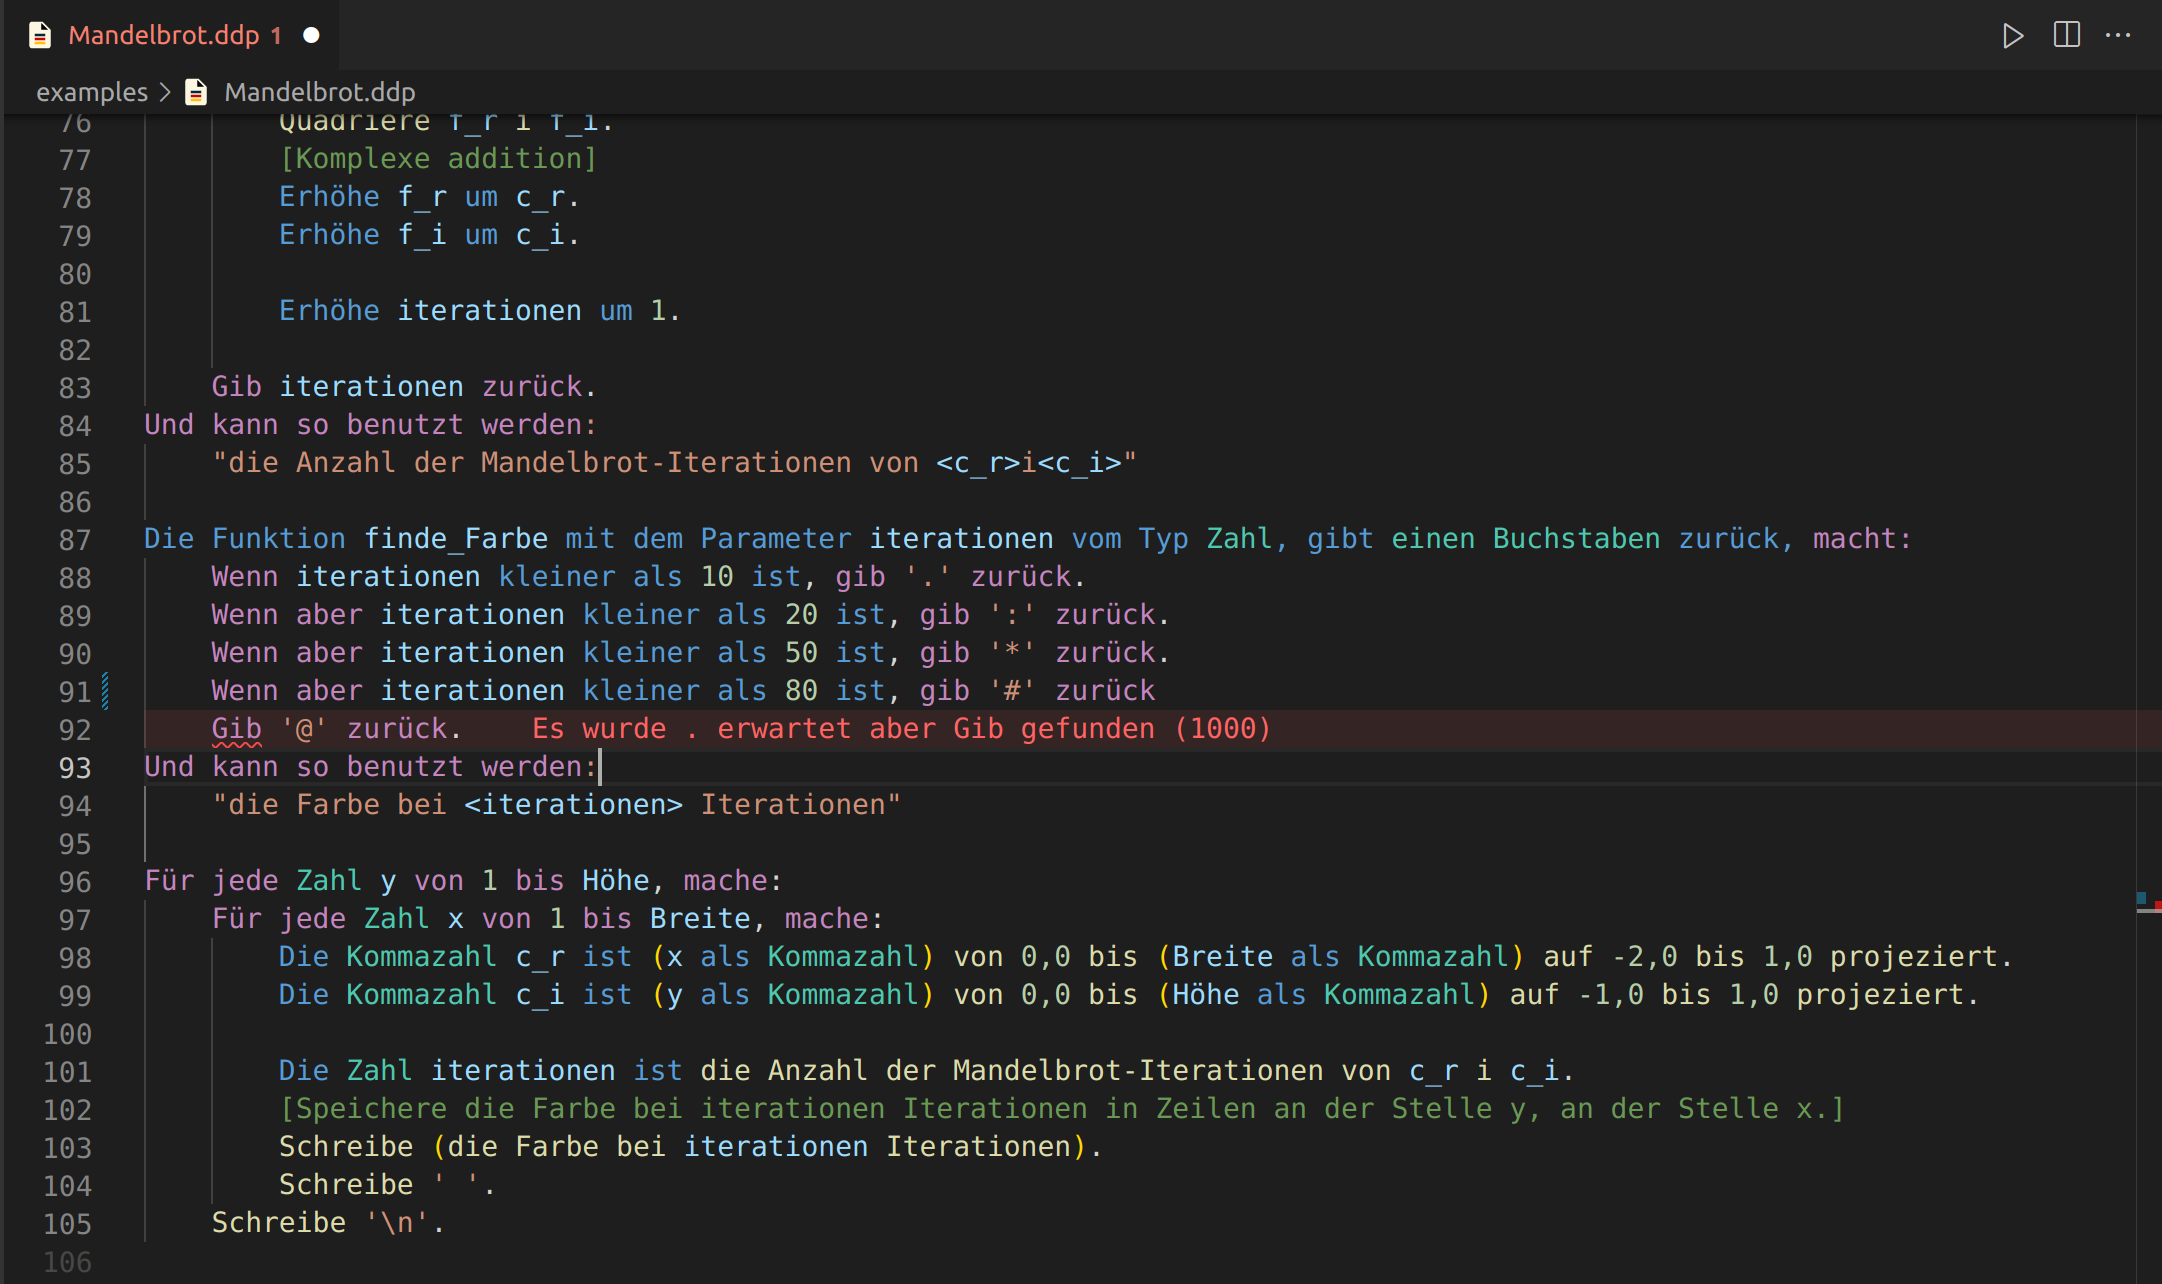 Mandelbrot.ddp 1
examples > Mandelbrot.ddp
76 Quadriere f_r i f_i.
77 [Komplexe addition]
78 Erhöhe f_r um c_r.
79 Erhöhe f_i um c_i.
80
81 Erhöhe iterationen um 1.
82
83 Gib iterationen zurück.
84 Und kann so benutzt werden:
85 "die Anzahl der Mandelbrot-Iterationen von <c_r>i<c_i>"
86
87 Die Funktion finde_Farbe mit dem Parameter iterationen vom Typ Zahl, gibt einen Buchstaben zurück, macht:
88 Wenn iterationen kleiner als 10 ist, gib '.' zurück.
89 Wenn aber iterationen kleiner als 20 ist, gib ':' zurück.
90 Wenn aber iterationen kleiner als 50 ist, gib '*' zurück.
91 Wenn aber iterationen kleiner als 80 ist, gib '#' zurück
92 Gib '@' zurück. Es wurde . erwartet aber Gib gefunden (1000)
93 Und kann so benutzt werden:
94 "die Farbe bei <iterationen> Iterationen"
95
96 Für jede Zahl y von 1 bis Höhe, mache:
97 Für jede Zahl x von 1 bis Breite, mache:
98 Die Kommazahl c_r ist (x als Kommazahl) von 0,0 bis (Breite als Kommazahl) auf -2,0 bis 1,0 projeziert.
99 Die Kommazahl c_i ist (y als Kommazahl) von 0,0 bis (Höhe als Kommazahl) auf -1,0 bis 1,0 projeziert.
100
101 Die Zahl iterationen ist die Anzahl der Mandelbrot-Iterationen von c_r i c_i.
102 [Speichere die Farbe bei iterationen Iterationen in Zeilen an der Stelle y, an der Stelle x.]
103 Schreibe (die Farbe bei iterationen Iterationen).
104 Schreibe ' '.
105 Schreibe '\n'.
106